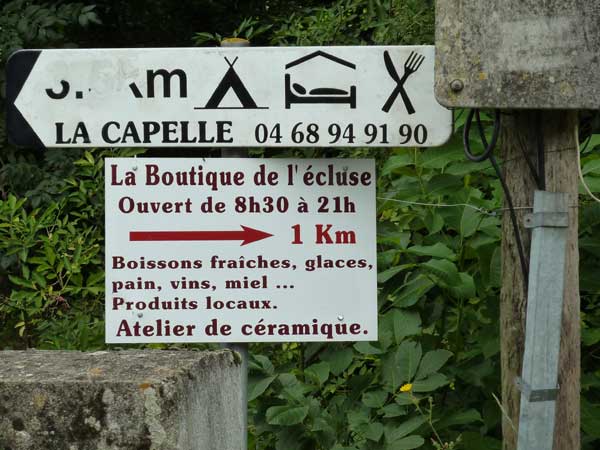 Km
LA CAPELLE 04 68 94 91 90
La Boutique de l'écluse
Ouvert de 8h30 à 21h
1 Km
Boissons fraîches, glaces,
pain, vins, miel ...
Produits locaux.
Atelier de céramique.